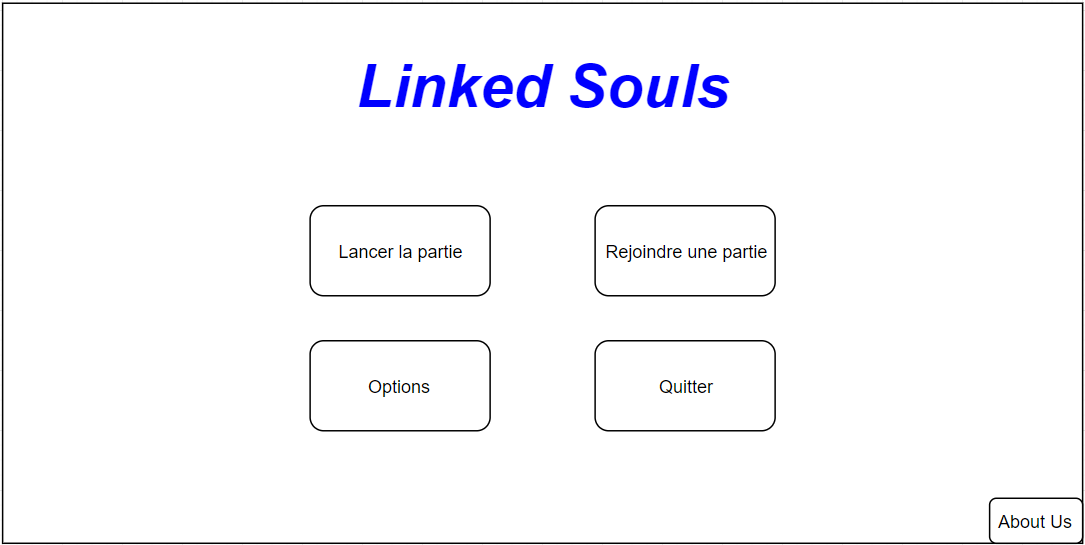 Linked Souls
Lancer la partie
Rejoindre une partie
Options
Quitter
About Us